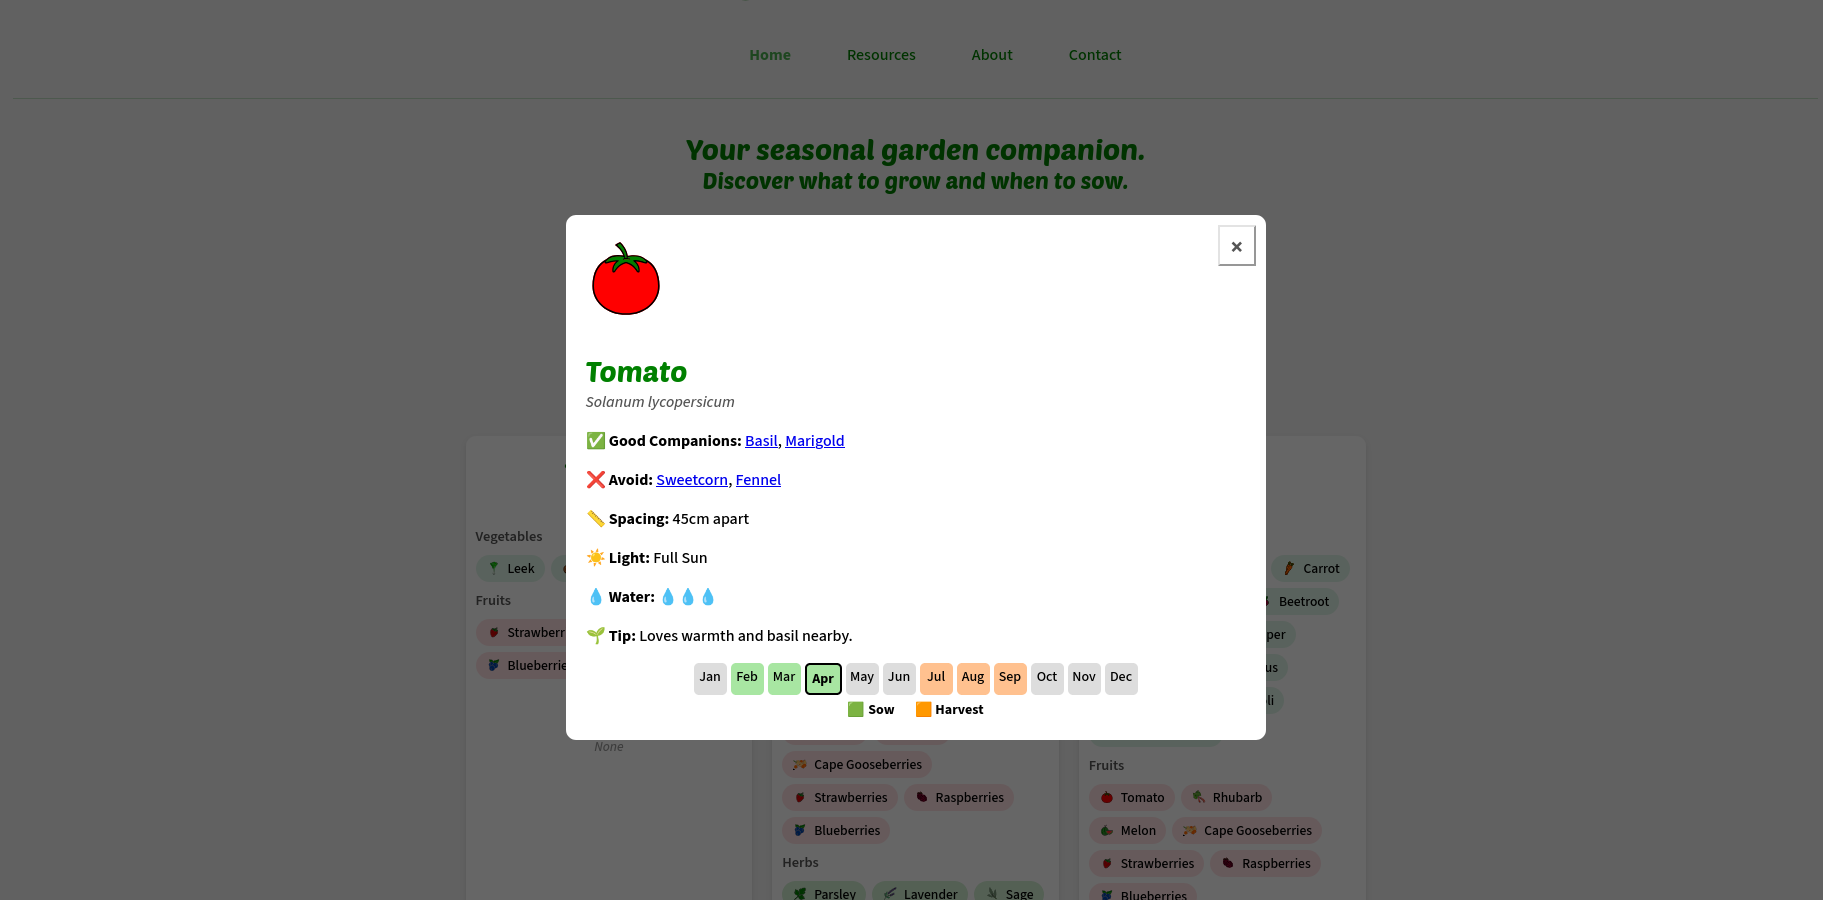 Home Resources About Contact
Your seasonal garden companion.
Discover what to grow and when to sow.
×
Tomato
Solanum lycopersicum
✅ Good Companions: Basil, Marigold
❌ Avoid: Sweetcorn, Fennel
📏 Spacing: 45cm apart
☀️ Light: Full Sun
💧 Water: 💧 💧 💧
🌱 Tip: Loves warmth and basil nearby.
Jan Feb Mar Apr May Jun Jul Aug Sep Oct Nov Dec
🟩 Sow 🟧 Harvest
Vegetables
Leek
Fruits
Strawberr
Blueberrie
None
Cape Gooseberries
Strawberries Raspberries
Blueberries
Herbs
Parsley Lavender Sage
Carrot
Beetroot
per
us
li
Fruits
Tomato Rhubarb
Melon Cape Gooseberries
Strawberries Raspberries
Blueberries